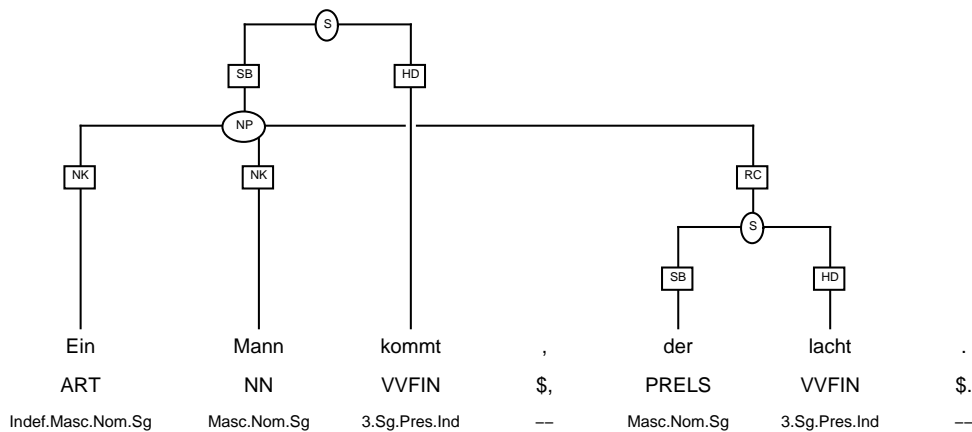 S
SB HD
NP
NK NK RC
S
SB HD
Ein Mann kommt , der lacht .
ART NN VVFIN $, PRELS VVFIN $.
Indef.Masc.Nom.Sg Masc.Nom.Sg 3.Sg.Pres.Ind −− Masc.Nom.Sg 3.Sg.Pres.Ind −−